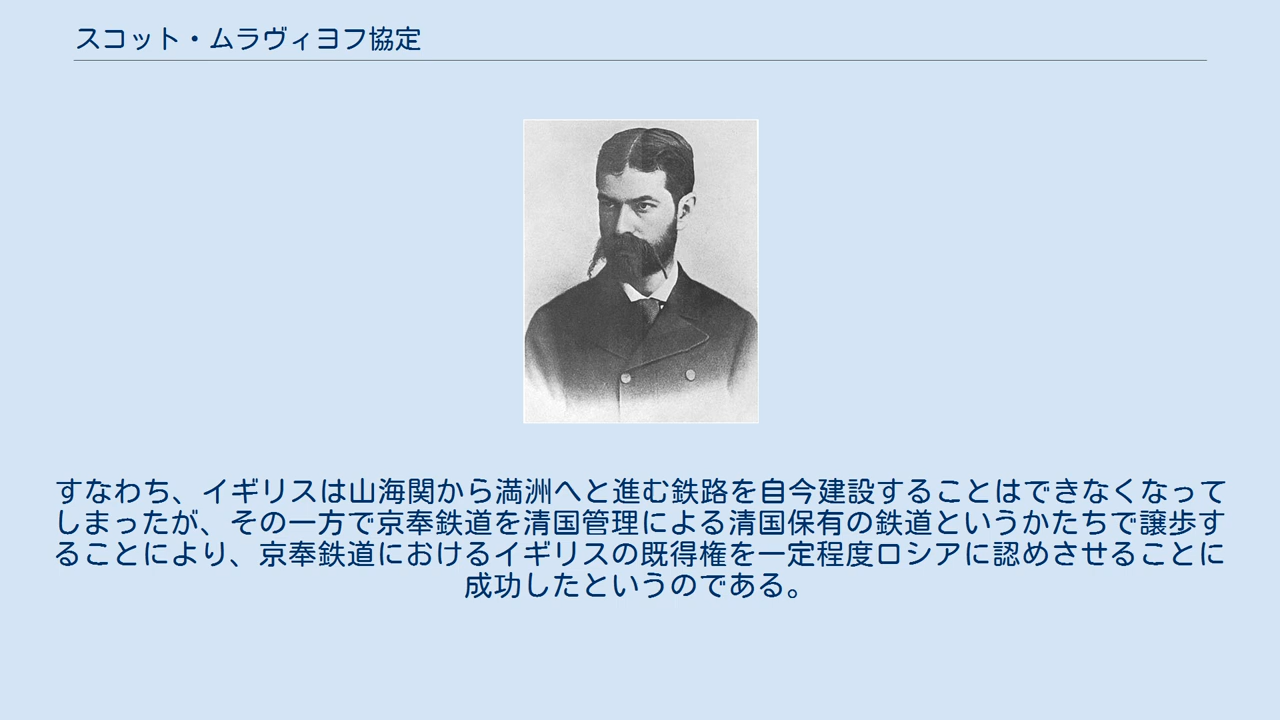 スコット・ムラヴィヨフ協定
すなわち、イギリスは山海関から満洲へと進む鉄路を自今建設することはできなくなって
しまったが、その一方で京奉鉄道を清国管理による清国保有の鉄道というかたちで譲歩す
ることにより、京奉鉄道におけるイギリスの既得権を一定程度ロシアに認めさせることに
成功したというのである。